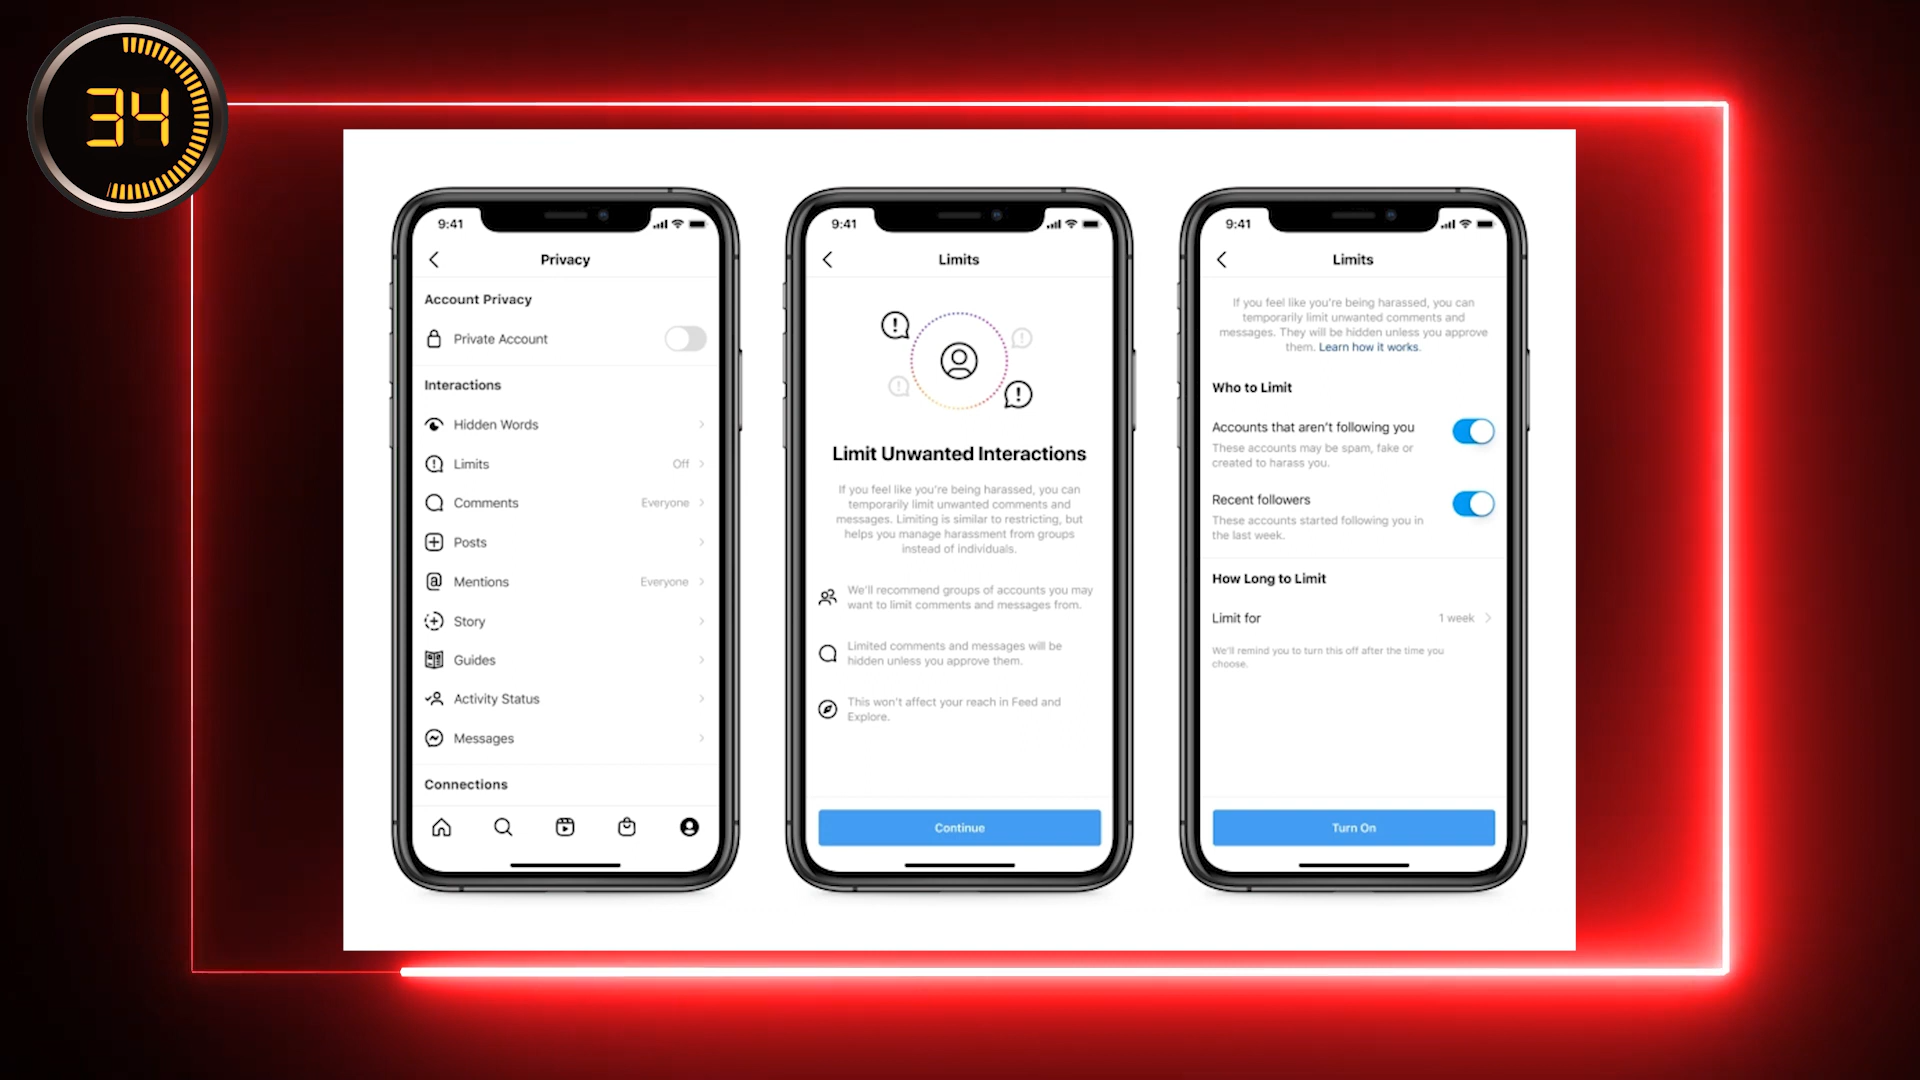 34
9:41
Privacy
Account Privacy
Private Account
Interactions
Hidden Words
Limits Off
Comments Everyone
Posts
Mentions Everyone
Story
Guides
Activity Status
Messages
Connections
9:41
Limits
Limit Unwanted Interactions
If you feel like you're being harassed, you can
temporarily limit unwanted comments and
messages. Limiting is similar to restricting, but
helps you manage harassment from groups
instead of individuals.
We'll recommend groups of accounts you may
want to limit comments and messages from.
Limited comments and messages will be
hidden unless you approve them.
This won't affect your reach in Feed and
Explore.
Continue
9:41
Limits
If you feel like you're being harassed, you can
temporarily limit unwanted comments and
messages. They will be hidden unless you approve
them. Learn how it works.
Who to Limit
Accounts that aren't following you
These accounts may be spam, fake or
created to harass you.
Recent followers
These accounts started following you in
the last week.
How Long to Limit
Limit for 1 week
We'll remind you to turn this off after the time you
choose.
Turn On